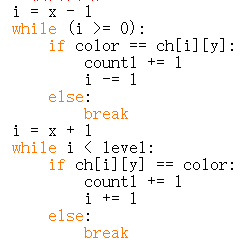 i = x - 1
while (i >= 0):
    if color == ch[i][y]:
        count1 += 1
        i -= 1
    else:
        break
i = x + 1
while i < level:
    if ch[i][y] == color:
        count1 += 1
        i += 1
    else:
        break